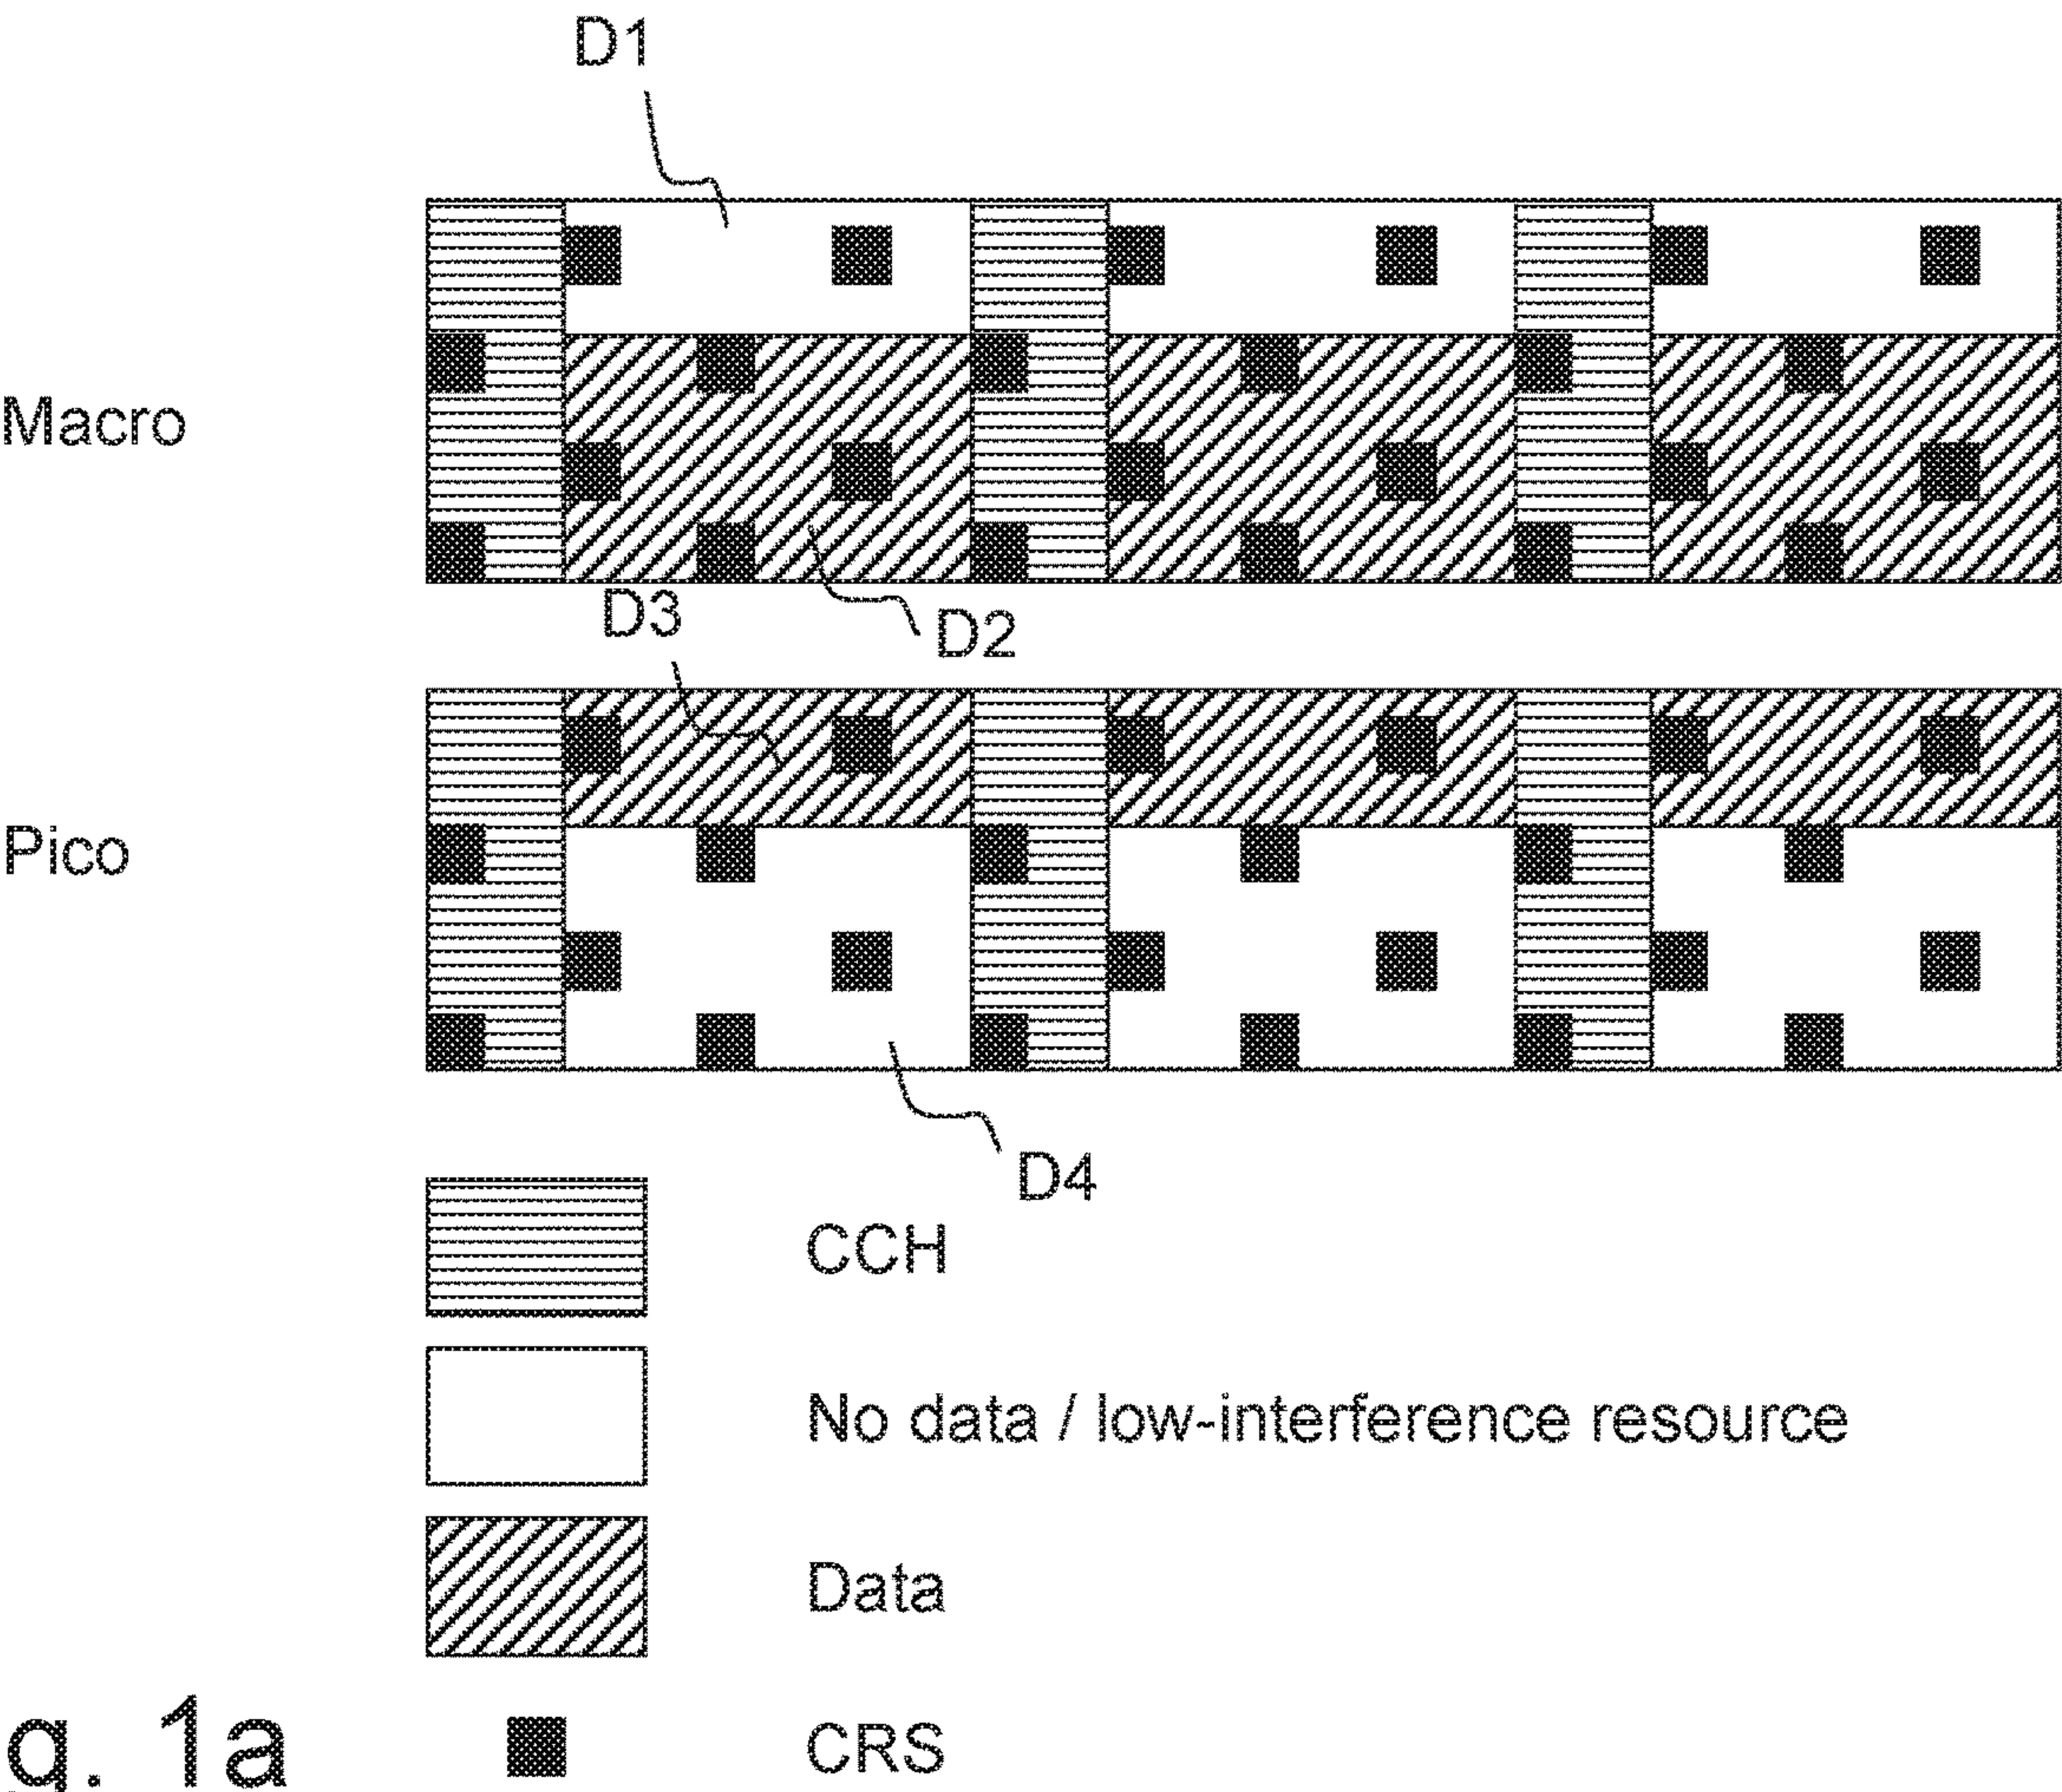 D1
Macro
D3
D2
Pico
D4
CCH
No data / low-interference resource
Data
g. 1a
CRS